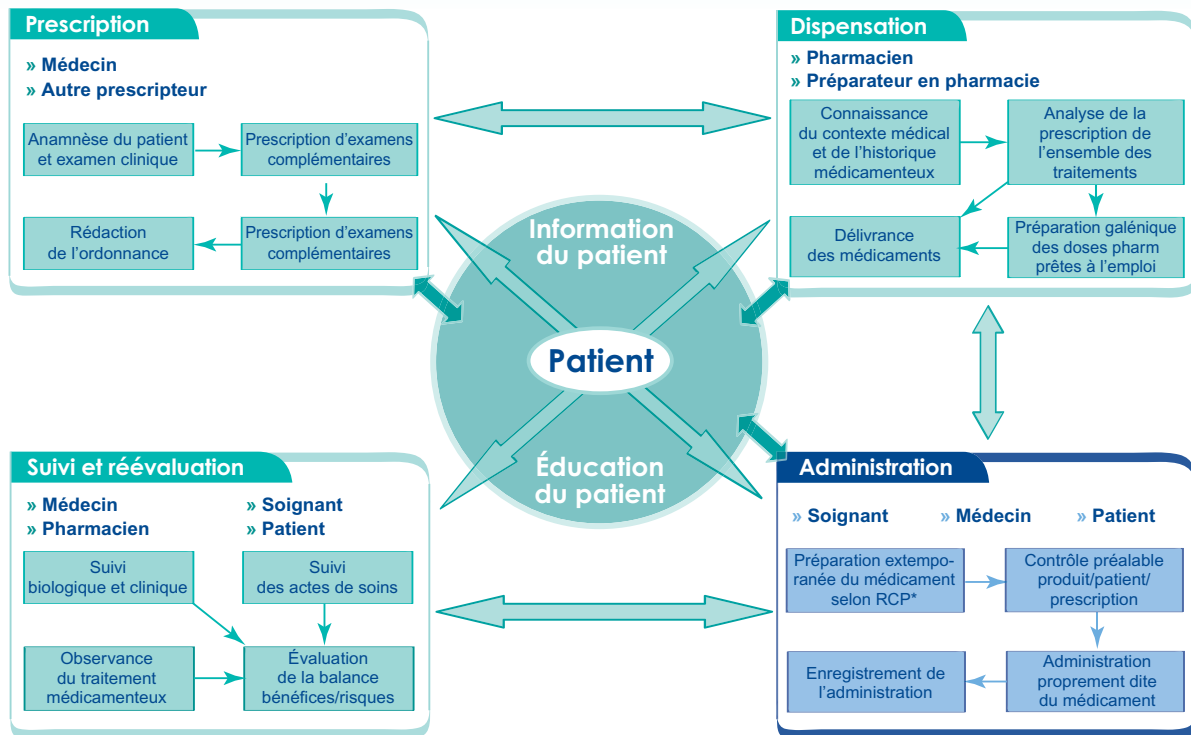 Prescription
» Médecin
» Autre prescripteur
Anamnèse du patient
et examen clinique
Prescription d'examens
complémentaires
Rédaction
de l'ordonnance
Prescription d'examens
complémentaires
Dispensation
» Pharmacien
» Préparateur en pharmacie
Connaissance
du contexte médical
et de l'historique
médicamenteux
Analyse de la
prescription de
l'ensemble des
traitements
Délivrance
des médicaments
Préparation galénique
des doses pharm
prêtes à l'emploi
Information
du patient
Patient
Éducation
du patient
Suivi et réévaluation
» Médecin
» Soignant
» Pharmacien
» Patient
Suivi
biologique et clinique
Suivi
des actes de soins
Observance
du traitement
médicamenteux
Évaluation
de la balance
bénéfices/risques
Administration
» Soignant
» Médecin
» Patient
Préparation extempo-
ranée du médicament
selon RCP*
Contrôle préalable
produit/patient/
prescription
Enregistrement de
l'administration
Administration
proprement dite
du médicament